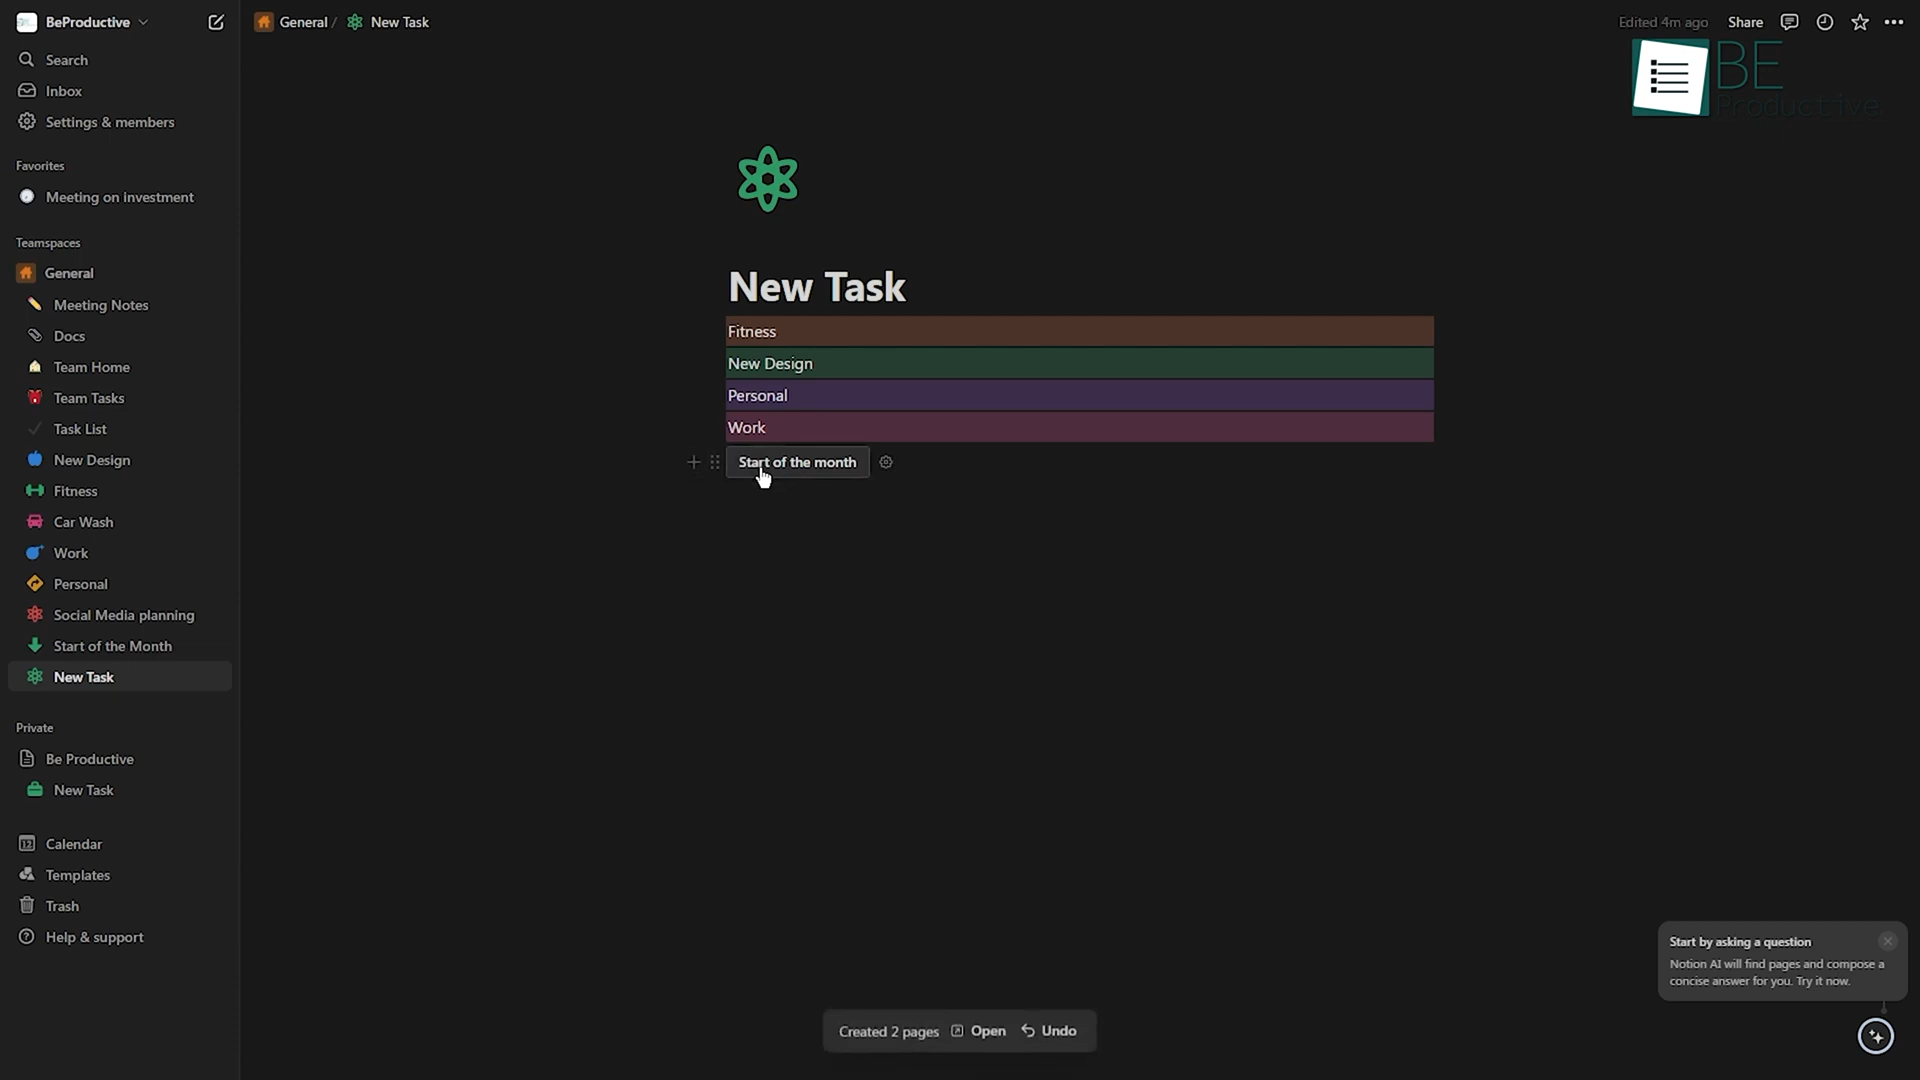 BeProductive
General / New Task
Edited 4m ago Share
BE
Productive
Search
Inbox
Settings & members
Favorites
Meeting on investment
Teamspaces
General
Meeting Notes
Docs
Team Home
Team Tasks
Task List
New Design
Fitness
Car Wash
Work
Personal
Social Media planning
Start of the Month
New Task
Private
Be Productive
New Task
Calendar
Templates
Trash
Help & support
New Task
Fitness
New Design
Personal
Work
Start of the month
Start by asking a question
Notion AI will find pages and compose a
concise answer for you. Try it now.
Created 2 pages Open Undo